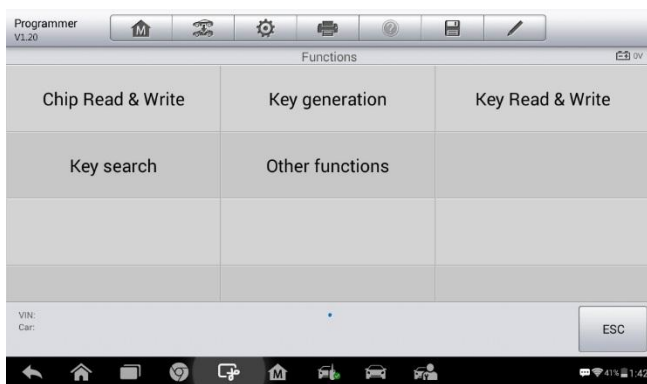 Programmer
V1.20
Functions
0V
Chip Read & Write
Key generation
Key Read & Write
Key search
Other functions
VIN:
Car:
ESC
41% 1:42